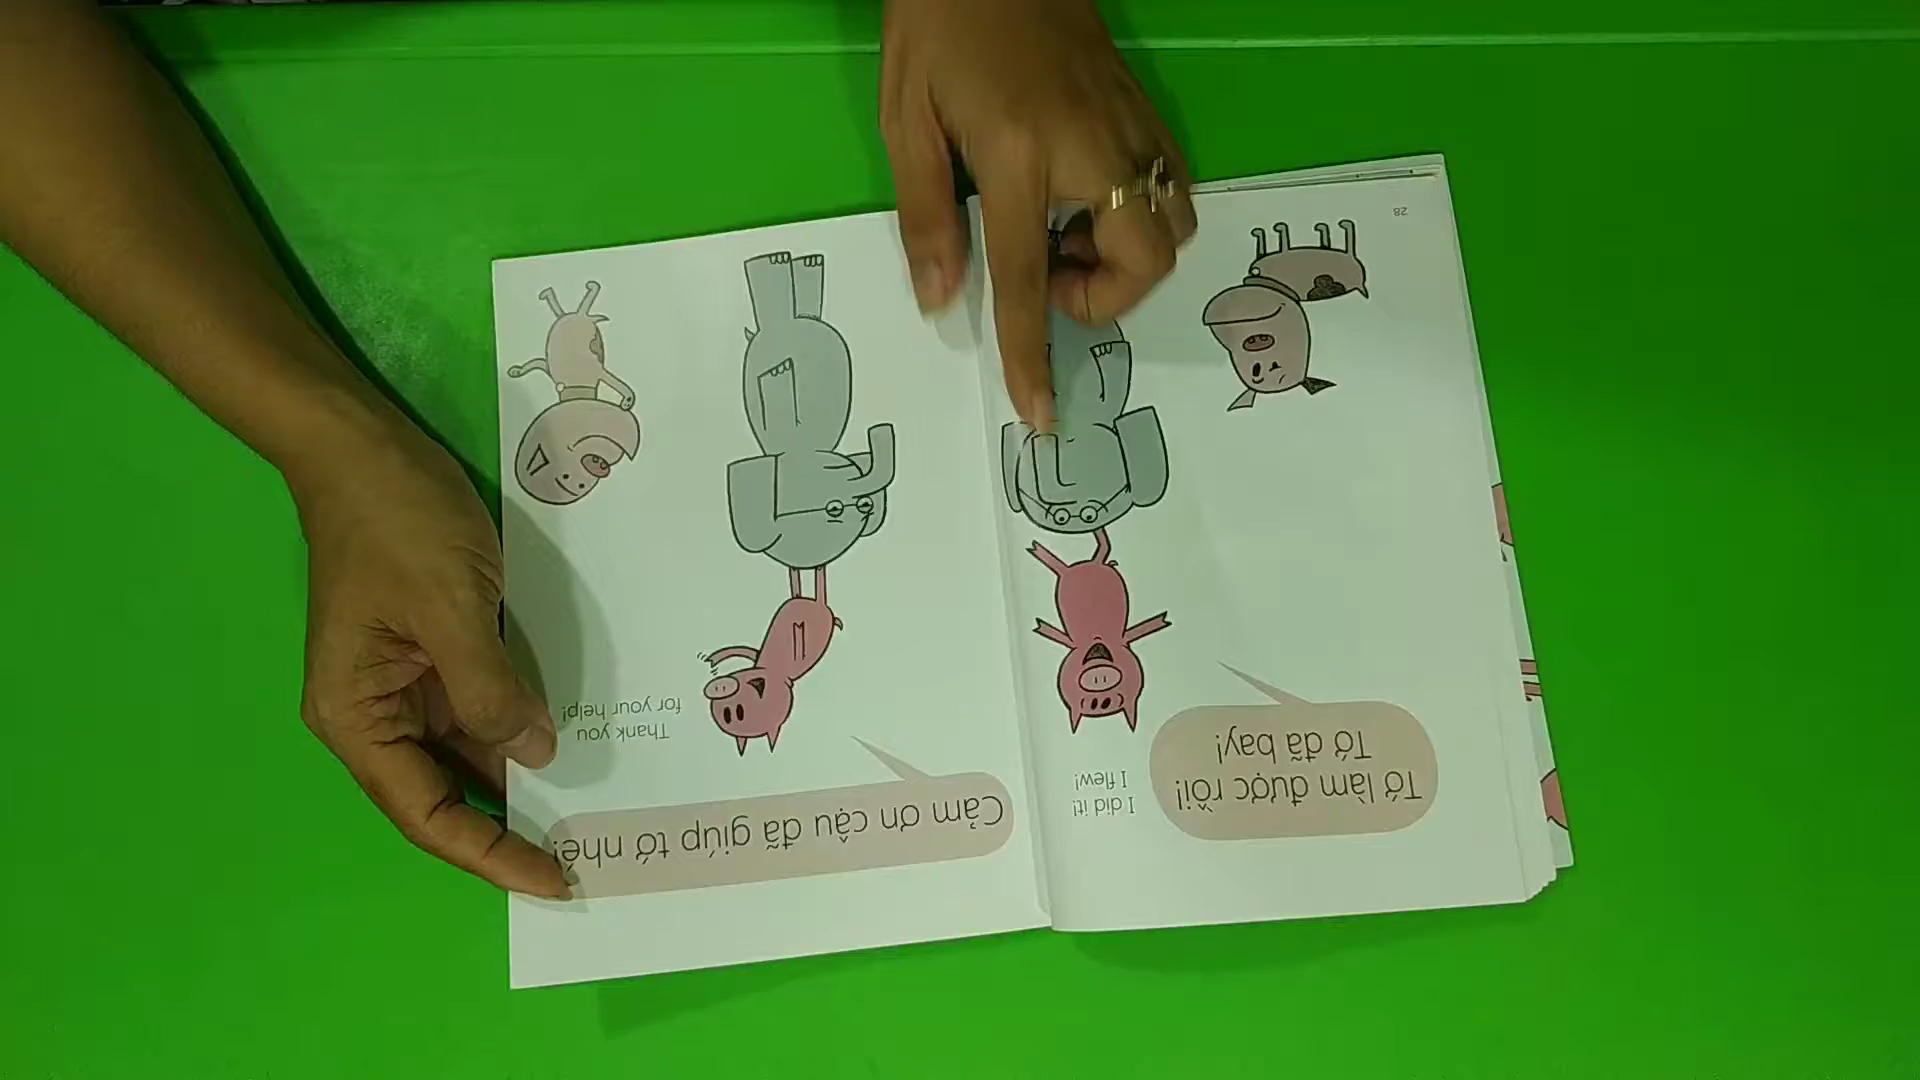 Tớ làm được rồi!
Tớ đã bay!
I did it!
I flew!
28
Cảm ơn cậu đã giúp tớ nhé!
Thank you
for your help!